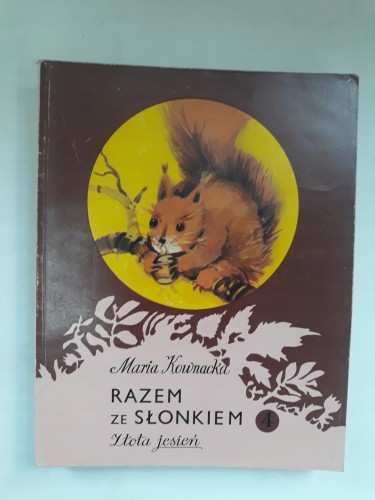 Maria Kownacka
RAZEM
ZE SŁONKIEM 4
Złota jesień